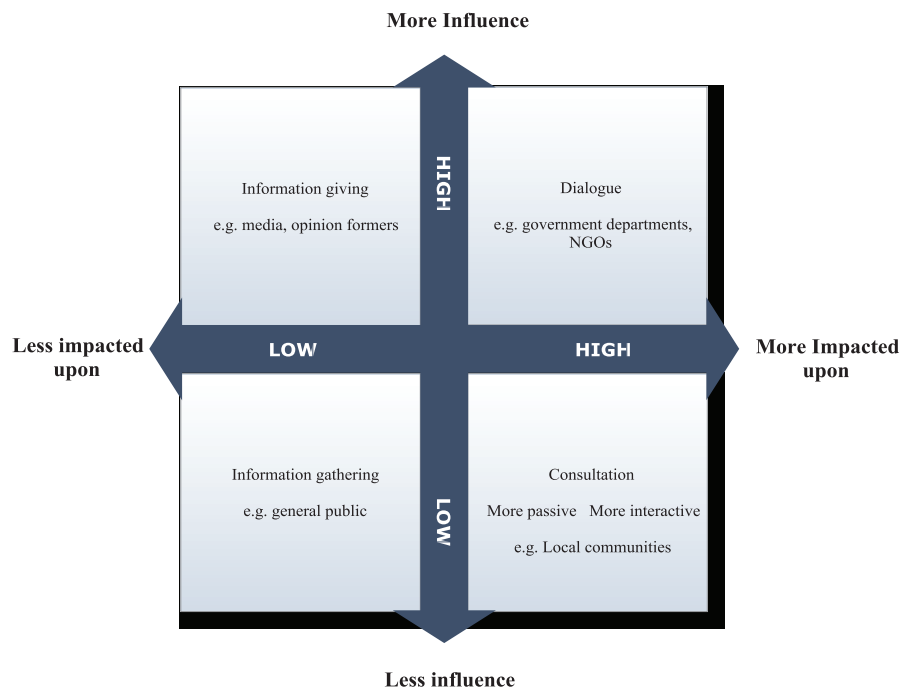 More Influence
HIGH
Information giving
e.g. media, opinion formers
Dialogue
e.g. government departments,
NGOs
Less impacted
upon
LOW
HIGH
More Impacted
upon
Information gathering
e.g. general public
LOW
Consultation
More passive More interactive
e.g. Local communities
Less influence